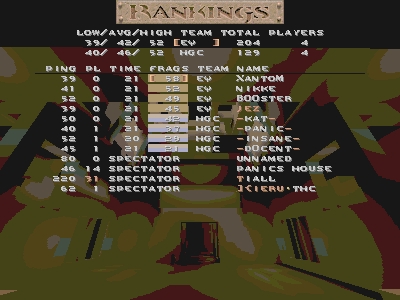 RANKINGS
LOW/AVG/HIGH TEAM TOTAL PLAYERS
39/ 42/ 52 [EV ] 204 4
40/ 46/ 52 HGC 129 4
PING PL TIME FRAGS TEAM NAME
39 0 21 [ 58] EV XANTOM
41 0 21 52 EV NIKKE
52 0 21 49 EV BOOSTER
39 0 21 45 EV JEZ
50 0 21 42 HGC -KAT-
40 1 21 37 HGC -PANIC-
52 1 20 29 HGC -INSANE-
45 1 21 21 HGC -DOCENT-
80 0 SPECTATOR UNNAMED
46 14 SPECTATOR PANICS HOUSE
220 31 SPECTATOR TIALL
62 1 SPECTATOR